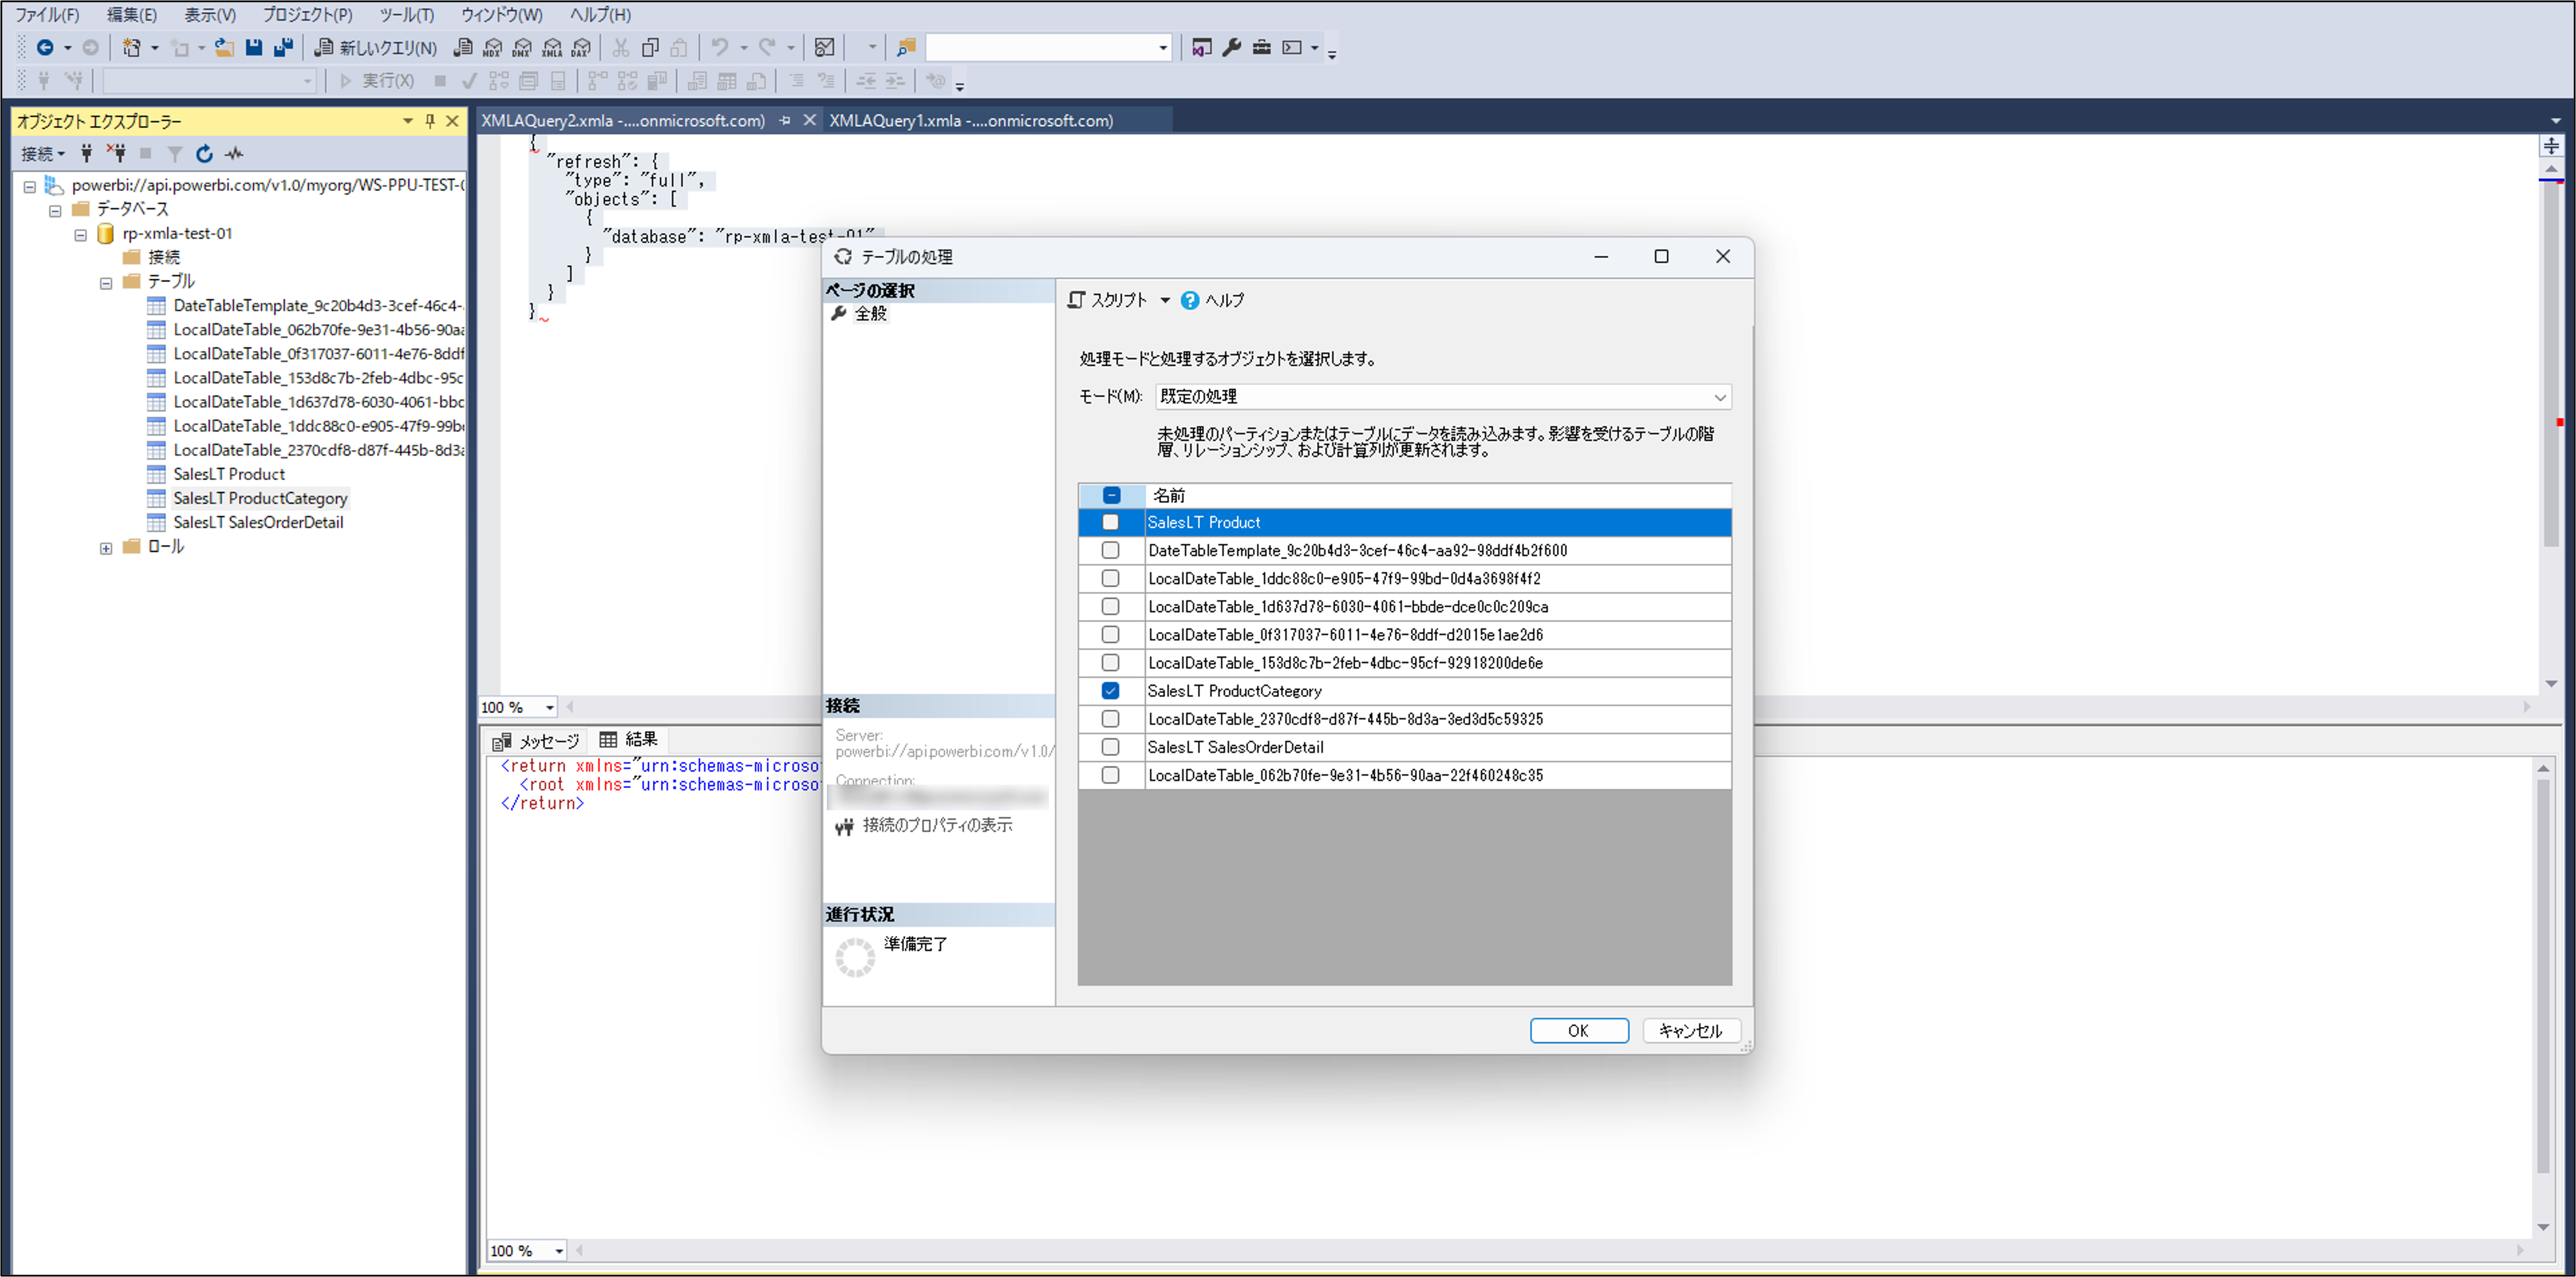 ファイル(F) 編集(E) 表示(V) プロジェクト(P) ツール(T) ウィンドウ(W) ヘルプ(H)
新しいクエリ(N) MDX DMX XMLA DAX
実行(X)
オブジェクト エクスプローラー
接続
powerbi://api.powerbi.com/v1.0/myorg/WS-PPU-TEST-
データベース
rp-xmla-test-01
接続
テーブル
DateTableTemplate_9c20b4d3-3cef-46c4-
LocalDateTable_062b70fe-9e31-4b56-90aa
LocalDateTable_0f317037-6011-4e76-8ddf
LocalDateTable_153d8c7b-2feb-4dbc-95c
LocalDateTable_1d637d78-6030-4061-bbd
LocalDateTable_1ddc88c0-e905-47f9-99b
LocalDateTable_2370cdf8-d87f-445b-8d3a
SalesLT Product
SalesLT ProductCategory
SalesLT SalesOrderDetail
ロール
XMLAQuery2.xmla -....onmicrosoft.com) XMLAQuery1.xmla -....onmicrosoft.com)
{
"refresh": {
"type": "full",
"objects": [
{
"database": "rp-xmla-test-01"
}
]
}
}
100 %
メッセージ 結果
<return xmlns="urn:schemas-microso
<root xmlns="urn:schemas-microso
</return>
100 %
テーブルの処理
ページの選択
全般
接続
Server:
powerbi://api.powerbi.com/v1.0/
Connection:
接続のプロパティの表示
進行状況
準備完了
スクリプト ヘルプ
処理モードと処理するオブジェクトを選択します。
モード(M): 既定の処理
未処理のパーティションまたはテーブルにデータを読み込みます。影響を受けるテーブルの階
層、リレーションシップ、および計算列が更新されます。
名前
SalesLT Product
DateTableTemplate_9c20b4d3-3cef-46c4-aa92-98ddf4b2f600
LocalDateTable_1ddc88c0-e905-47f9-99bd-0d4a3698f4f2
LocalDateTable_1d637d78-6030-4061-bbde-dce0c0c209ca
LocalDateTable_0f317037-6011-4e76-8ddf-d2015e1ae2d6
LocalDateTable_153d8c7b-2feb-4dbc-95cf-92918200de6e
SalesLT ProductCategory
LocalDateTable_2370cdf8-d87f-445b-8d3a-3ed3d5c59325
SalesLT SalesOrderDetail
LocalDateTable_062b70fe-9e31-4b56-90aa-22f460248c35
OK キャンセル